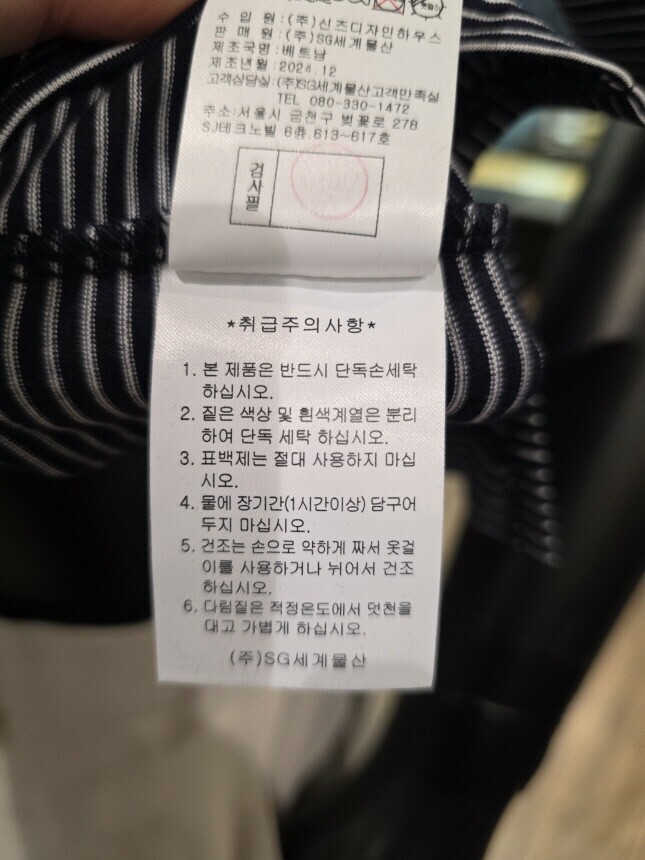 수 입 원 : (주)신즈디자인하우스
판 매 원 : (주)SG세계물산
제조국명 : 베트남
제조년월 : 2024.12
고객상담실 : (주)SG세계물산고객만족실
TEL 080-330-1472
주소:서울시 금천구 벚꽃로 278
SJ테크노빌 6층 613~617호
검사필
*취급주의사항*
1. 본 제품은 반드시 단독손세탁
하십시오.
2. 짙은 색상 및 흰색계열은 분리
하여 단독 세탁 하십시오.
3. 표백제는 절대 사용하지 마십
시오.
4. 물에 장기간(1시간이상) 담구어
두지 마십시오.
5. 건조는 손으로 약하게 짜서 옷걸
이를 사용하거나 뉘어서 건조
하십시오.
6. 다림질은 적정온도에서 덧천을
대고 가볍게 하십시오.
(주)SG세계물산